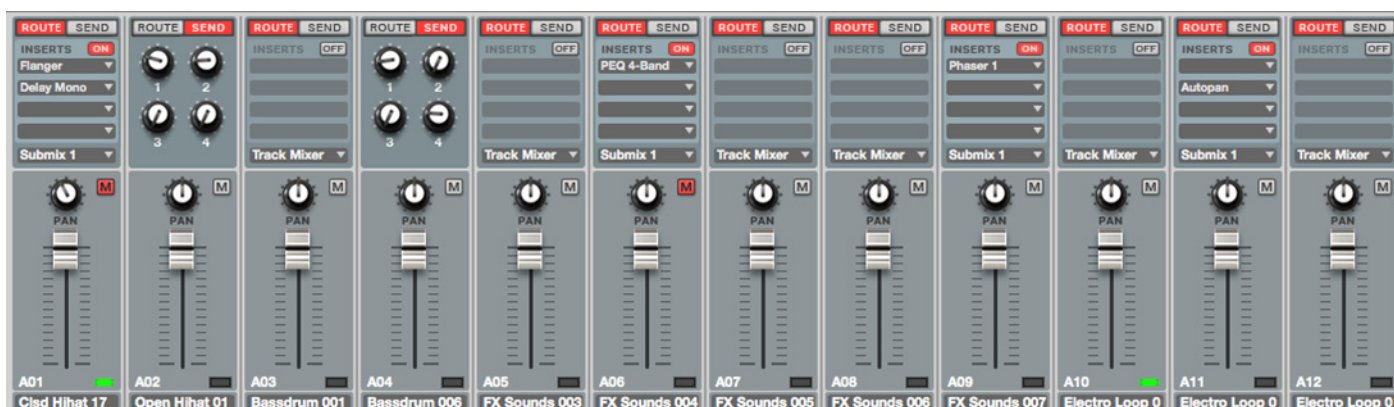 ROUTE SEND ROUTE SEND ROUTE SEND ROUTE SEND ROUTE SEND ROUTE SEND ROUTE SEND ROUTE SEND ROUTE SEND ROUTE SEND ROUTE SEND ROUTE SEND
INSERTS ON INSERTS OFF INSERTS OFF INSERTS ON INSERTS OFF INSERTS OFF INSERTS ON INSERTS OFF INSERTS ON INSERTS OFF
Flanger PEQ 4-Band Phaser 1
Delay Mono 1 2 1 2 Autopan
3 4 3 4
Submix 1 Track Mixer Track Mixer Submix 1 Track Mixer Track Mixer Submix 1 Track Mixer Submix 1 Track Mixer
M M M M M M M M M M M M
PAN PAN PAN PAN PAN PAN PAN PAN PAN PAN PAN PAN
A01 A02 A03 A04 A05 A06 A07 A08 A09 A10 A11 A12
Clsd Hihat 17 Open Hihat 01 Bassdrum 001 Bassdrum 006 FX Sounds 003 FX Sounds 004 FX Sounds 005 FX Sounds 006 FX Sounds 007 Electro Loop 0 Electro Loop 0 Electro Loop 0